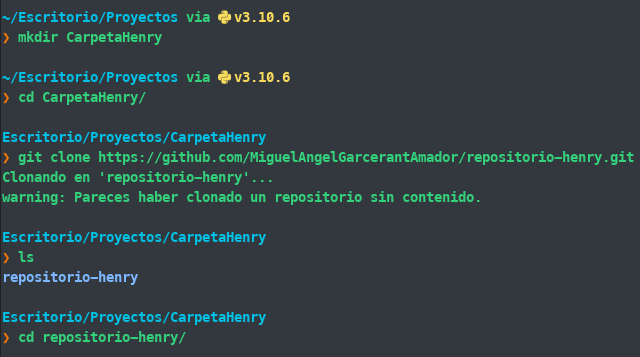 ~/Escritorio/Proyectos via 🐍v3.10.6
❯ mkdir CarpetaHenry
~/Escritorio/Proyectos via 🐍v3.10.6
❯ cd CarpetaHenry/
Escritorio/Proyectos/CarpetaHenry
❯ git clone https://github.com/MiguelAngelGarcerantAmador/repositorio-henry.git
Clonando en 'repositorio-henry'...
warning: Pareces haber clonado un repositorio sin contenido.
Escritorio/Proyectos/CarpetaHenry
❯ ls
repositorio-henry
Escritorio/Proyectos/CarpetaHenry
❯ cd repositorio-henry/